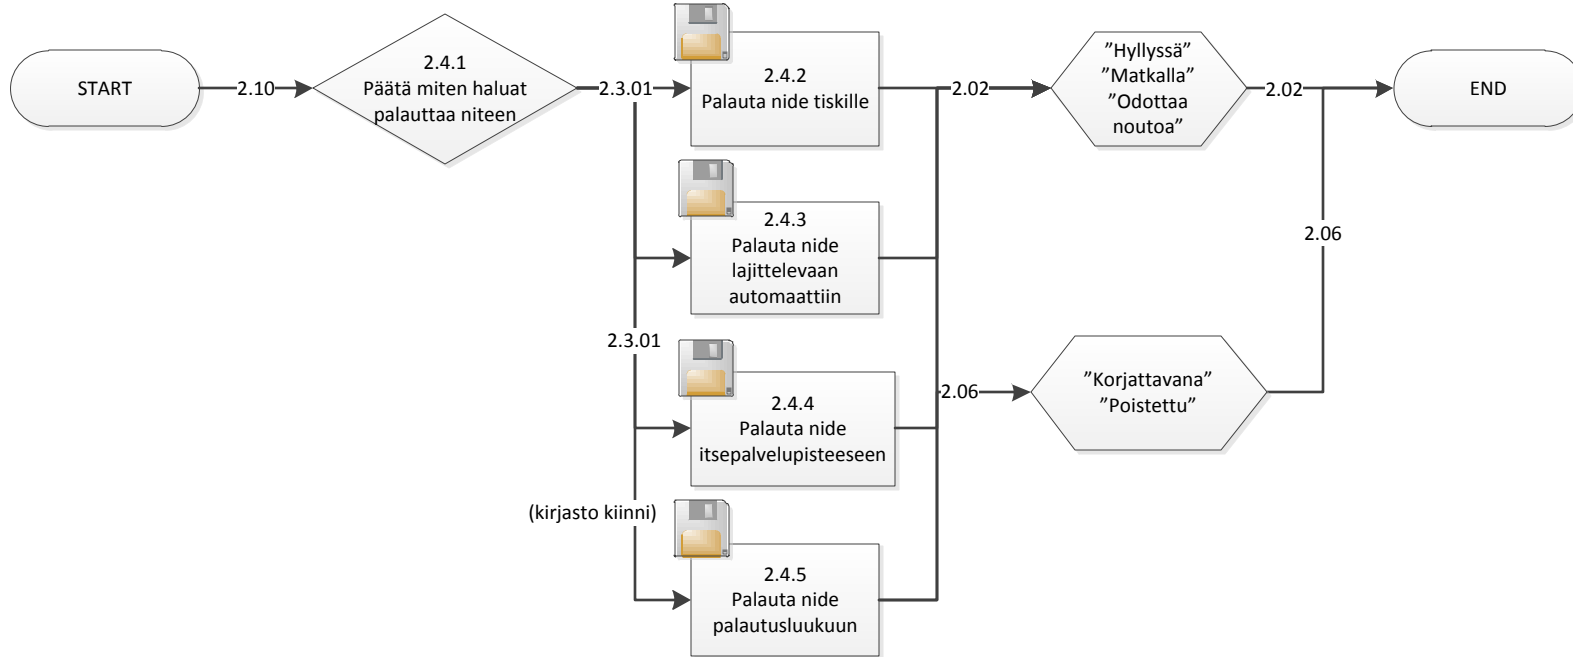 START
2.10
2.4.1
Päätä miten haluat
palauttaa niteen
2.3.01
2.4.2
Palauta nide tiskille
2.02
”Hyllyssä”
”Matkalla”
”Odottaa
noutoa”
2.02
END
2.4.3
Palauta nide
lajittelevaan
automaattiin
2.06
2.3.01
2.4.4
Palauta nide
itsepalvelupisteeseen
2.06
”Korjattavana”
”Poistettu”
(kirjasto kiinni)
2.4.5
Palauta nide
palautusluukuun